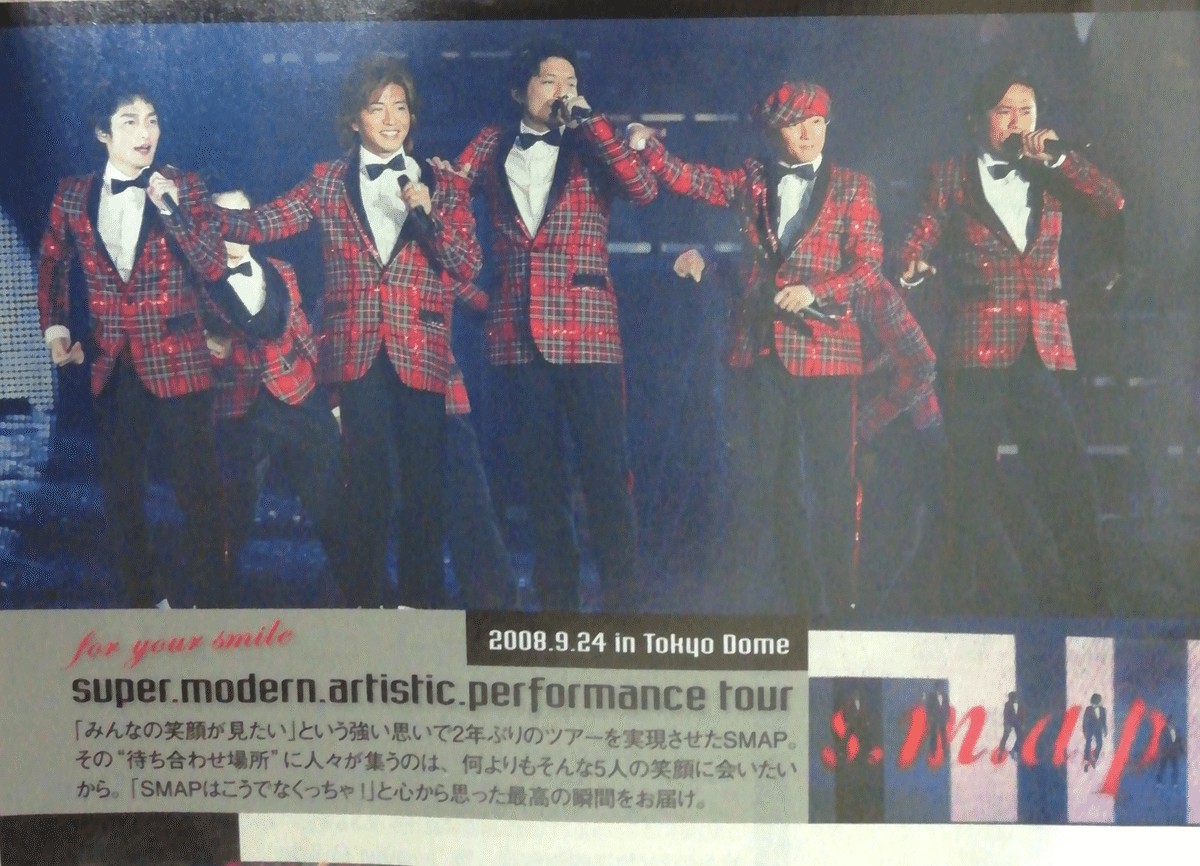 for your smile
2008.9.24 in Tokyo Dome
super.modern.artistic.performance tour
「みんなの笑顔が見たい」という強い思いで2年ぶりのツアーを実現させたSMAP。
その“待ち合わせ場所”に人々が集うのは、何よりもそんな5人の笑顔に会いたい
から。「SMAPはこうでなくっちゃ!」と心から思った最高の瞬間をお届け。
s.m.a.p